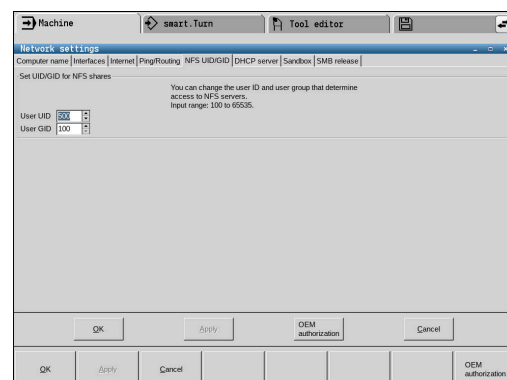 Machine
smart.Turn
Tool editor
Network settings
Computer name Interfaces Internet Ping/Routing NFS UID/GID DHCP server Sandbox SMB release
Set UID/GID for NFS shares
You can change the user ID and user group that determine
access to NFS servers.
Input range: 100 to 65535.
User UID 500
User GID 100
OK Apply OEM authorization Cancel
OK Apply Cancel OEM authorization